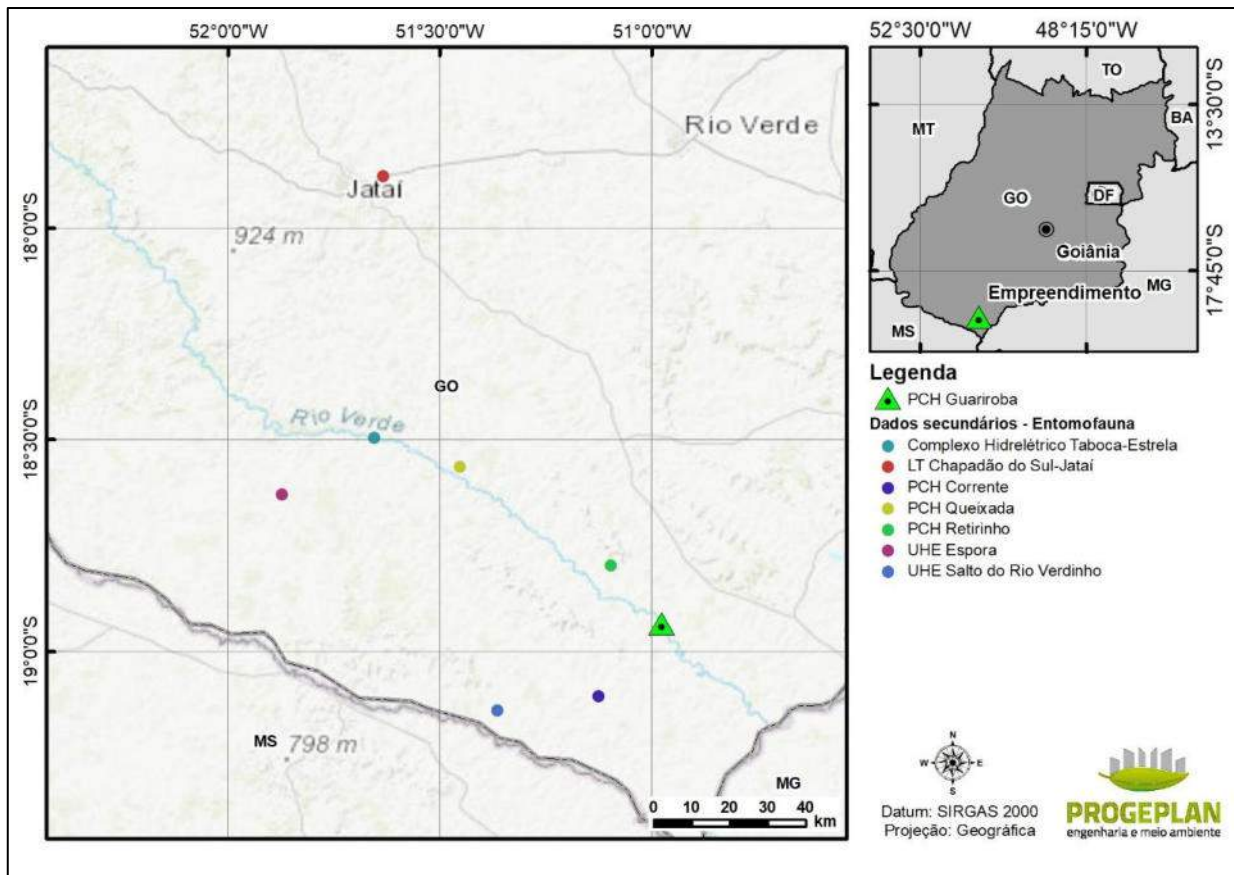 52°0'0"W
51°30'0"W
51°0'0"W
18°0'0"S
18°30'0"S
19°0'0"S
Rio Verde
Jataí
924 m
GO
Rio Verde
MS
798 m
MG
0 10 20 30 40
km
52°30'0"W
48°15'0"W
13°30'0"S
17°45'0"S
TO
MT
BA
GO
DF
Goiânia
MG
Empreendimento
MS
Legenda
PCH Guariroba
Dados secundários - Entomofauna
Complexo Hidrelétrico Taboca-Estrela
LT Chapadão do Sul-Jataí
PCH Corrente
PCH Queixada
PCH Retirinho
UHE Espora
UHE Salto do Rio Verdinho
N
W E
S
Datum: SIRGAS 2000
Projeção: Geográfica
PROGEPLAN
engenharia e meio ambiente